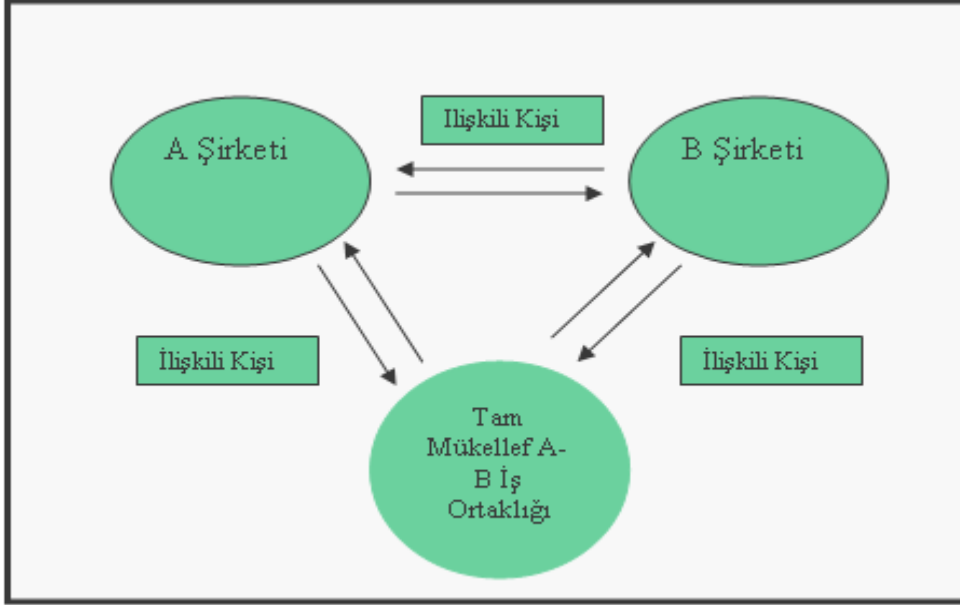 Ilişkili Kişi
A Şirketi
B Şirketi
İlişkili Kişi
İlişkili Kişi
Tam
Mükellef A-
B İş
Ortaklığı